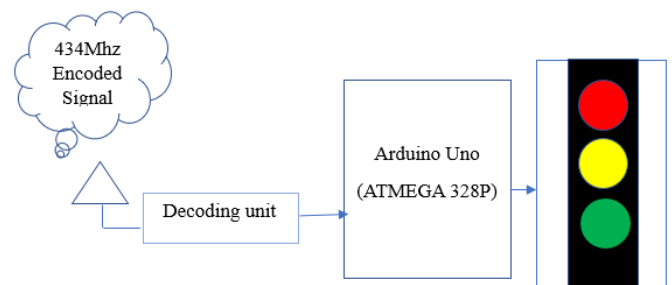 434Mhz
Encoded
Signal
Decoding unit
Arduino Uno
(ATMEGA 328P)